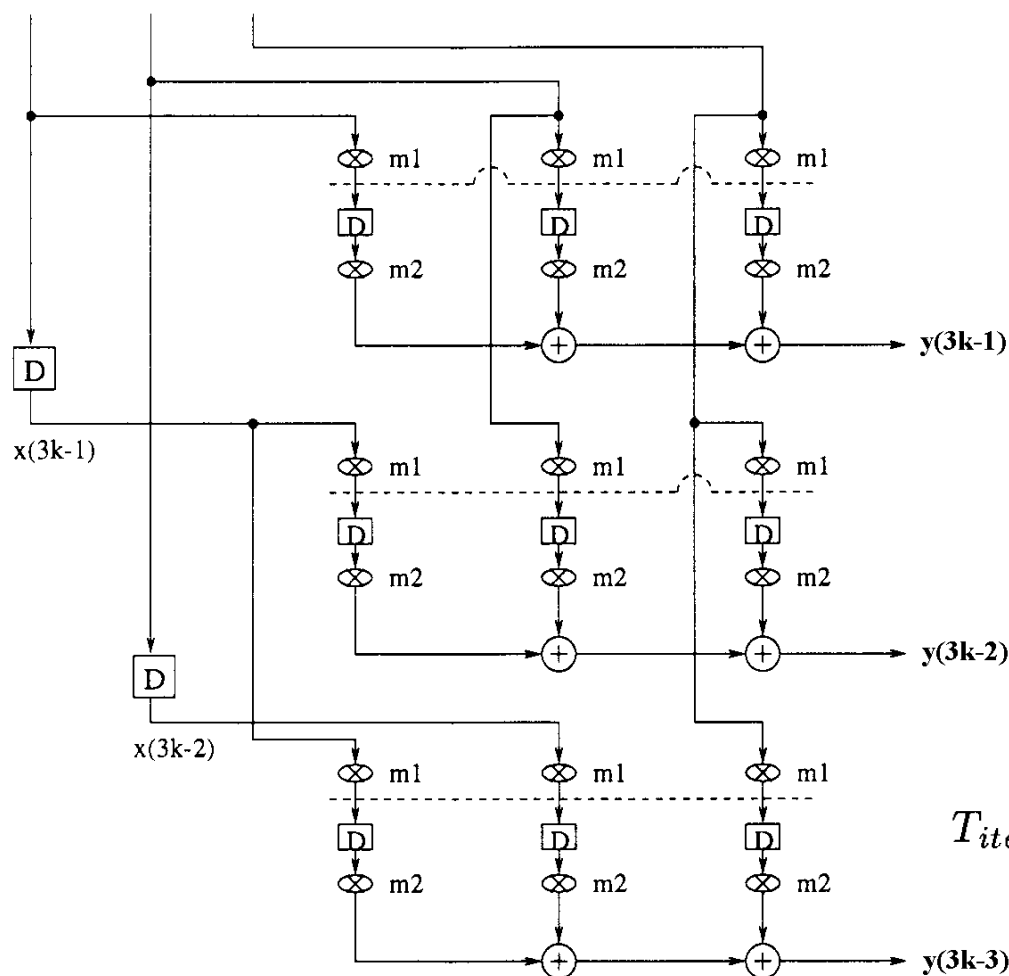 m1 m1 m1
D D D
m2 m2 m2
+ + y(3k-1)
D
x(3k-1)
m1 m1 m1
D D D
m2 m2 m2
+ + y(3k-2)
D
x(3k-2)
m1 m1 m1
D D D
T_ite
m2 m2 m2
+ + y(3k-3)